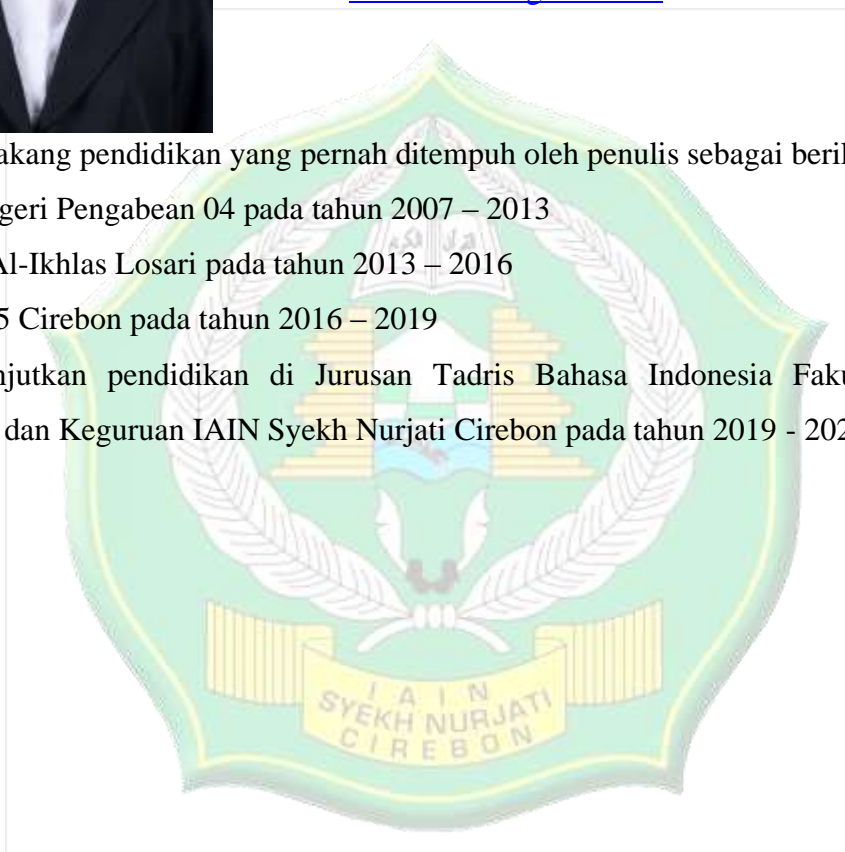 akang pendidikan yang pernah ditempuh oleh penulis sebagai beri
geri Pengabean 04 pada tahun 2007 – 2013
Al-Ikhlas Losari pada tahun 2013 – 2016
5 Cirebon pada tahun 2016 – 2019
njutkan pendidikan di Jurusan Tadris Bahasa Indonesia Faku
dan Keguruan IAIN Syekh Nurjati Cirebon pada tahun 2019 - 202
IAIN
SYEKH NURJATI
CIREBON